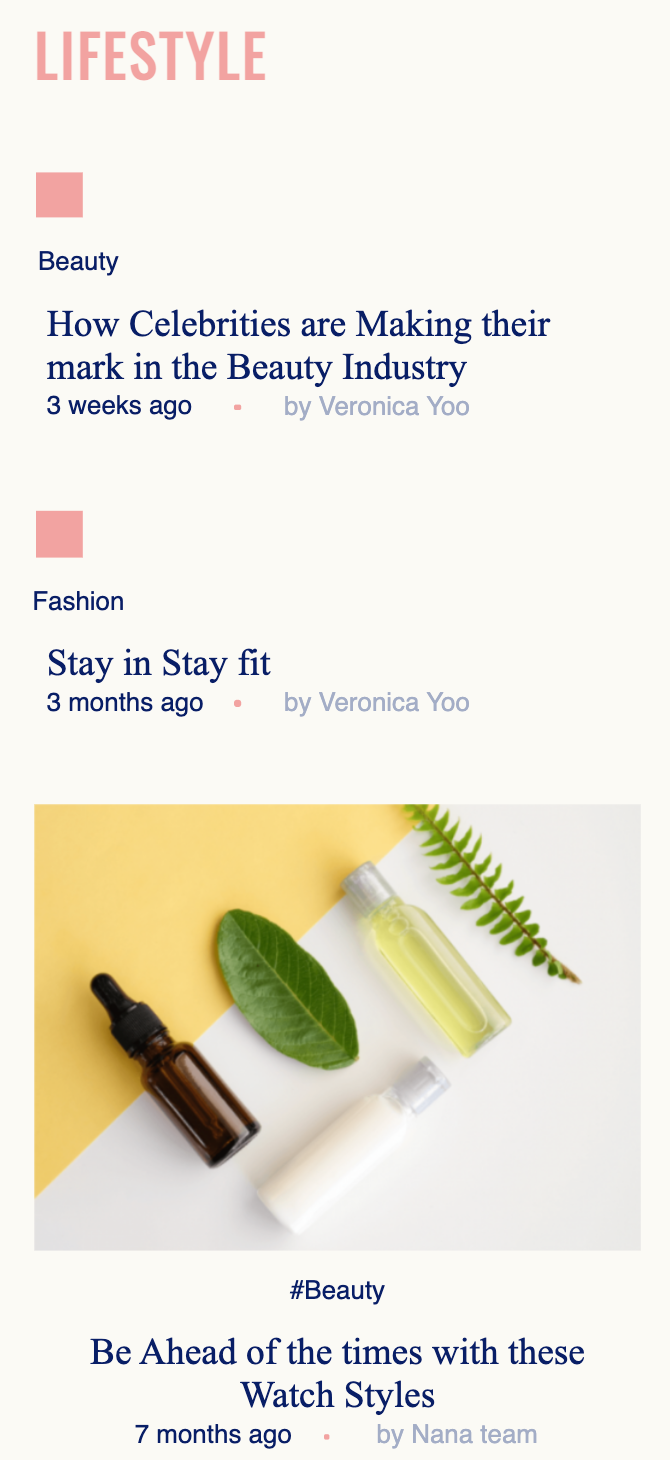 LIFESTYLE
Beauty
How Celebrities are Making their
mark in the Beauty Industry
3 weeks ago • by Veronica Yoo
Fashion
Stay in Stay fit
3 months ago • by Veronica Yoo
#Beauty
Be Ahead of the times with these
Watch Styles
7 months ago • by Nana team